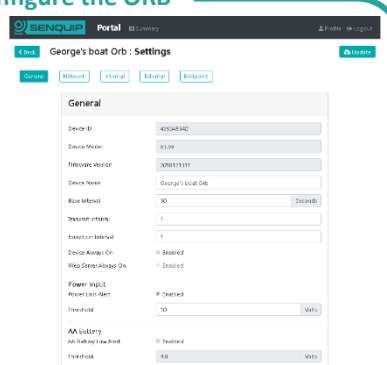 Configure the ORB
SENQUIP Portal Summary Profile Logout
Back George's boat Orb : Settings Update
General Network Internal External Endpoint
General
Device ID
Device Model
Firmware Version
Device Name George's boat Orb
Base Interval 30 Seconds
Transmit Interval 1
Exception Interval 1
Device Always On Enabled
Web Server Always On Enabled
Power Input
Power Loss Alert Enabled
Threshold 10 Volts
AA Battery
AA Battery Low Alert Enabled
Threshold Volts